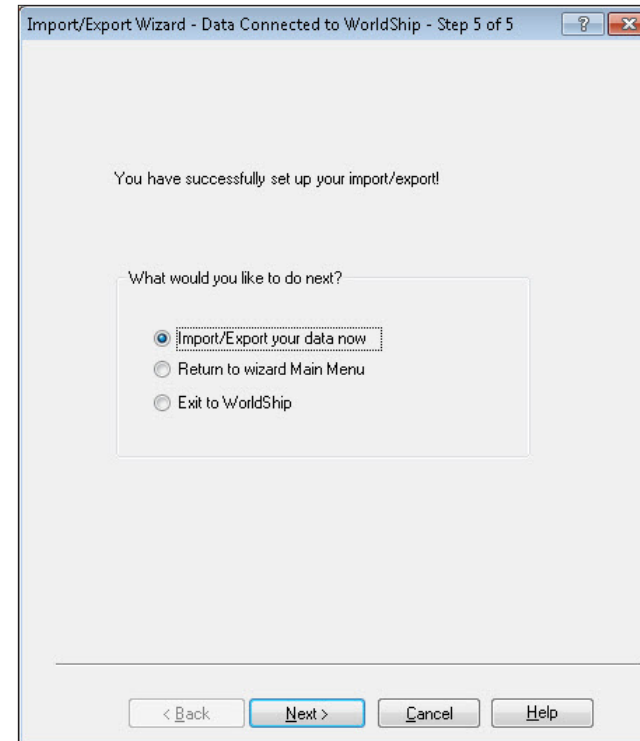 Import/Export Wizard - Data Connected to WorldShip - Step 5 of 5
You have successfully set up your import/export!
What would you like to do next?
Import/Export your data now
Return to wizard Main Menu
Exit to WorldShip
< Back Next > Cancel Help